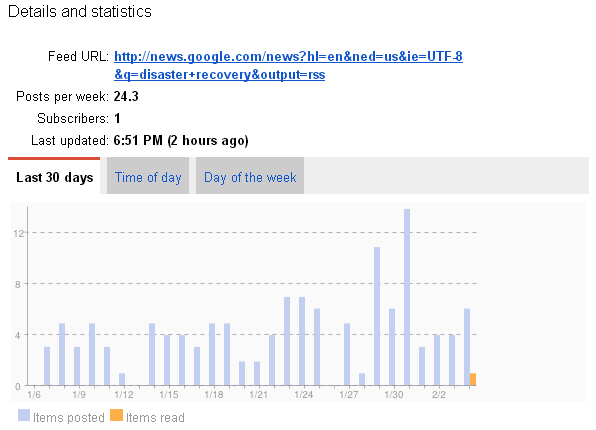 Details and statistics
Feed URL: http://news.google.com/news?hl=en&ned=us&ie=UTF-8
&q=disaster+recovery&output=rss
Posts per week: 24.3
Subscribers: 1
Last updated: 6:51 PM (2 hours ago)
Last 30 days Time of day Day of the week
12
8
4
0
1/6 1/9 1/12 1/15 1/18 1/21 1/24 1/27 1/30 2/2
Items posted Items read